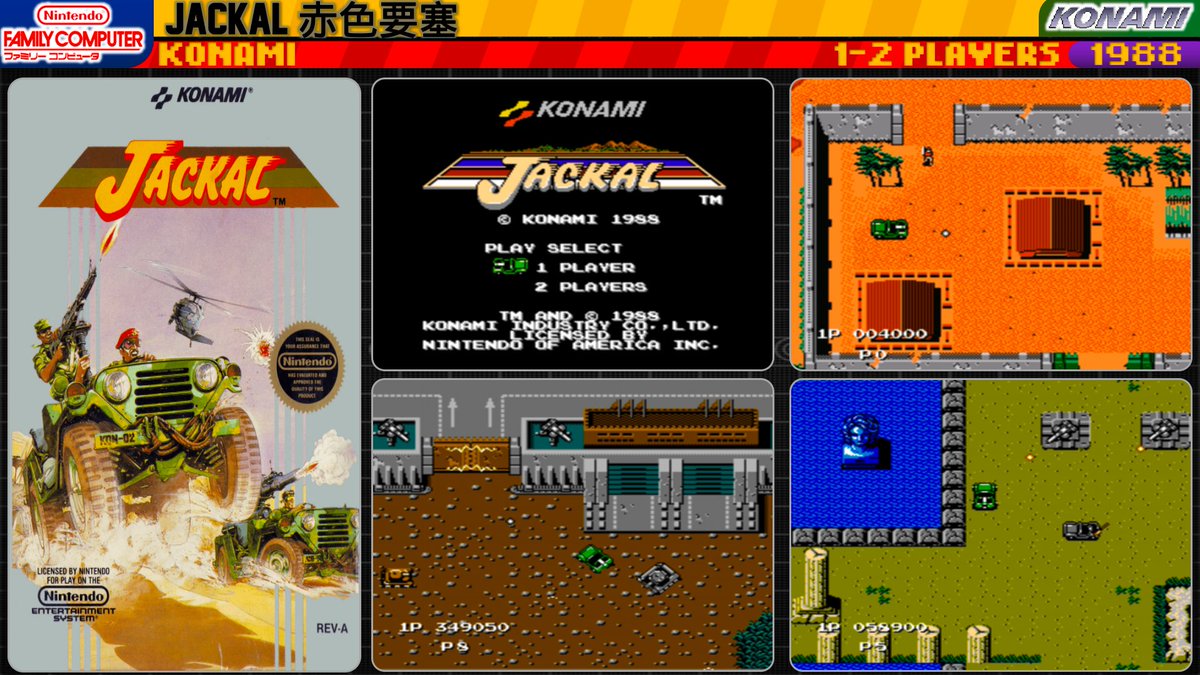 Nintendo
FAMILY COMPUTER
ファミリー コンピュータ
JACKAL 赤色要塞
KONAMI
KONAMI
1-2 PLAYERS
1988
KONAMI®
JACKAL™
THIS SEAL IS
YOUR ASSURANCE THAT
Nintendo
HAS EVALUATED AND
APPROVED THE
QUALITY OF THIS
PRODUCT
KON-02
LICENSED BY NINTENDO
FOR PLAY ON THE
Nintendo
ENTERTAINMENT
SYSTEM®
REV-A
KONAMI
JACKAL
TM
© KONAMI 1988
PLAY SELECT
1 PLAYER
2 PLAYERS
TM AND © 1988
KONAMI INDUSTRY CO.,LTD.
LICENSED BY
NINTENDO OF AMERICA INC.
1P 004000
P0
1P 349050
P8
1P 058900
P5